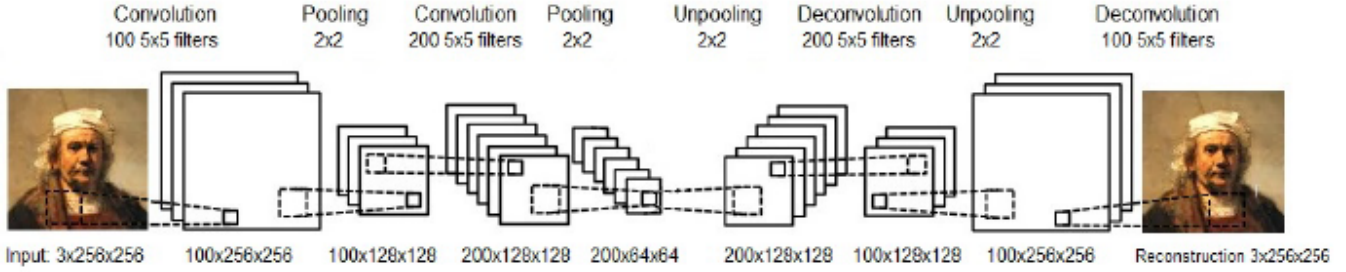 Convolution
100 5x5 filters
Pooling
2x2
Convolution
200 5x5 filters
Pooling
2x2
Unpooling
2x2
Deconvolution
200 5x5 filters
Unpooling
2x2
Deconvolution
100 5x5 filters
Input: 3x256x256
100x256x256
100x128x128
200x128x128
200x64x64
200x128x128
100x128x128
100x256x256
Reconstruction 3x256x256